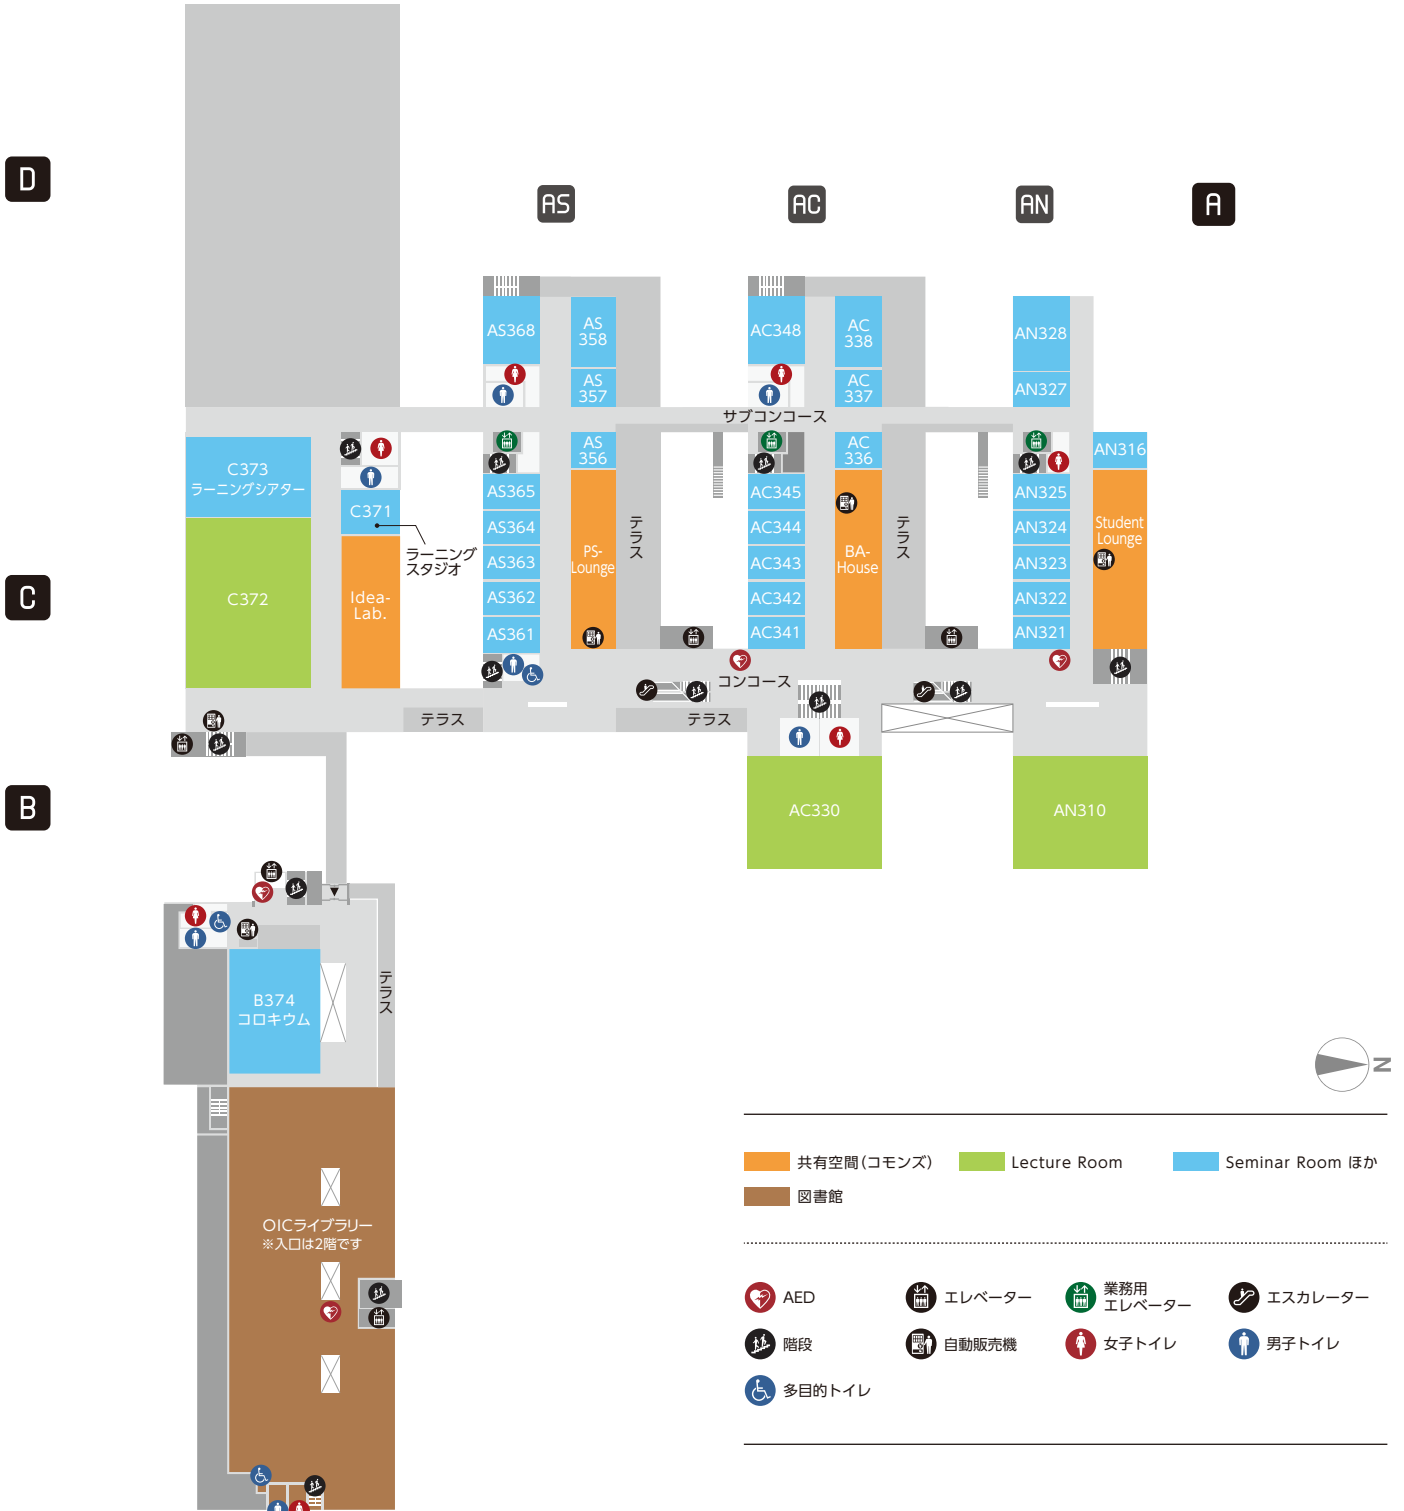 D
AS
AC
AN
A
AS368
AS
358
AC348
AC
338
AN328
AS
357
AC
337
AN327
サブコンコース
C373
ラーニングシアター
AS
356
AC
336
AN316
C371
ラーニング
スタジオ
AS365
AS364
AS363
AS362
AS361
PS-
Lounge
テラス
AC345
AC344
AC343
AC342
AC341
BA-
House
テラス
AN325
AN324
AN323
AN322
AN321
Student
Lounge
C
C372
Idea-
Lab.
コンコース
テラス
テラス
B
AC330
AN310
B374
コロキウム
テラス
N
共有空間(コモンズ)
Lecture Room
Seminar Room ほか
図書館
OICライブラリー
※入口は2階です
AED
エレベーター
業務用
エレベーター
エスカレーター
階段
自動販売機
女子トイレ
男子トイレ
多目的トイレ